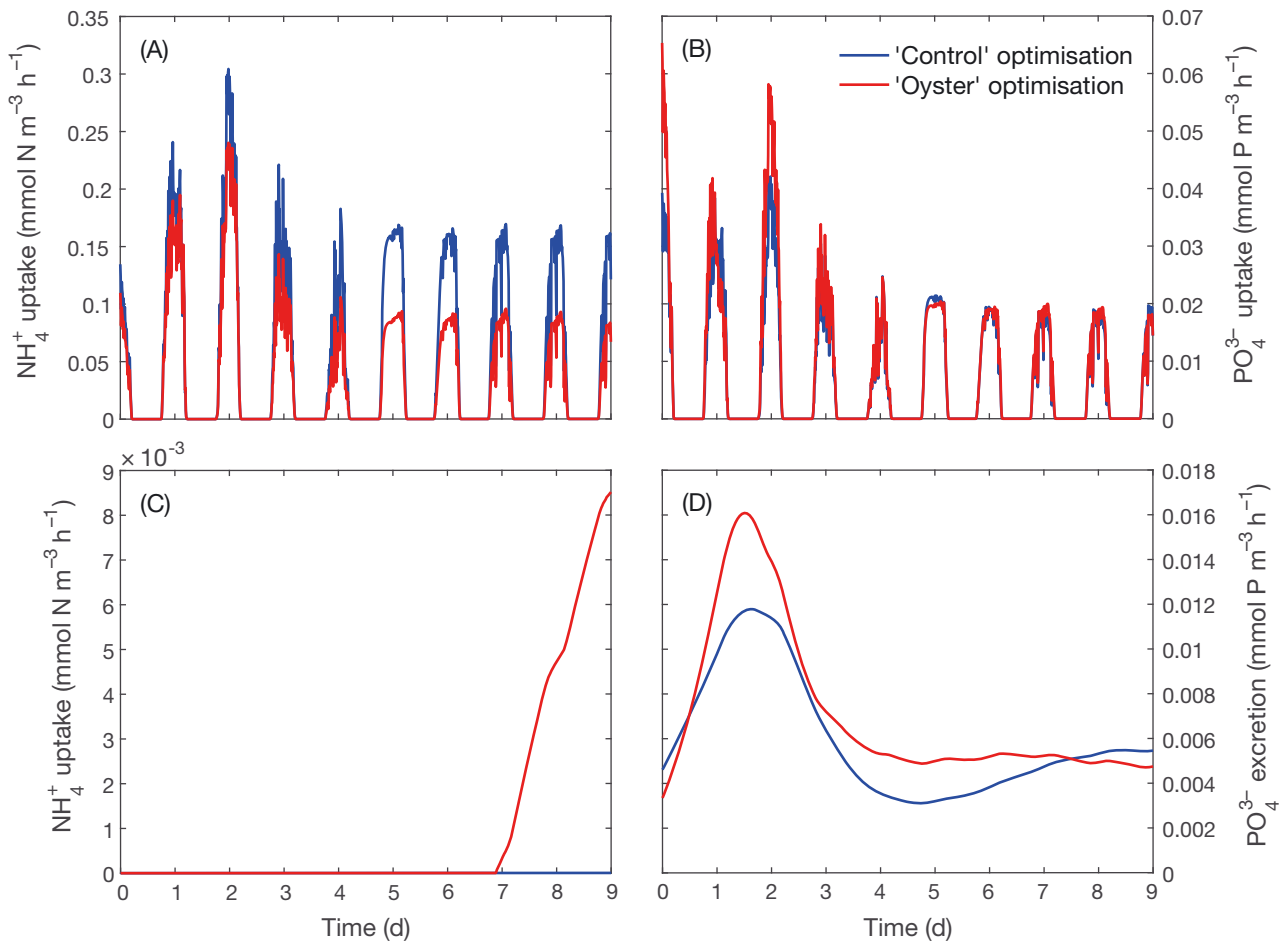 (A)
0.35
0.3
0.25
0.2
0.15
0.1
0.05
0
NH₄⁺ uptake (mmol N m⁻³ h⁻¹)
(B)
'Control' optimisation
'Oyster' optimisation
0.07
0.06
0.05
0.04
0.03
0.02
0.01
0
PO₄³⁻ uptake (mmol P m⁻³ h⁻¹)
× 10⁻³
(C)
9
8
7
6
5
4
3
2
1
0
NH₄⁺ uptake (mmol N m⁻³ h⁻¹)
0 1 2 3 4 5 6 7 8 9
Time (d)
(D)
0.018
0.016
0.014
0.012
0.01
0.008
0.006
0.004
0.002
0
PO₄³⁻ excretion (mmol P m⁻³ h⁻¹)
0 1 2 3 4 5 6 7 8 9
Time (d)